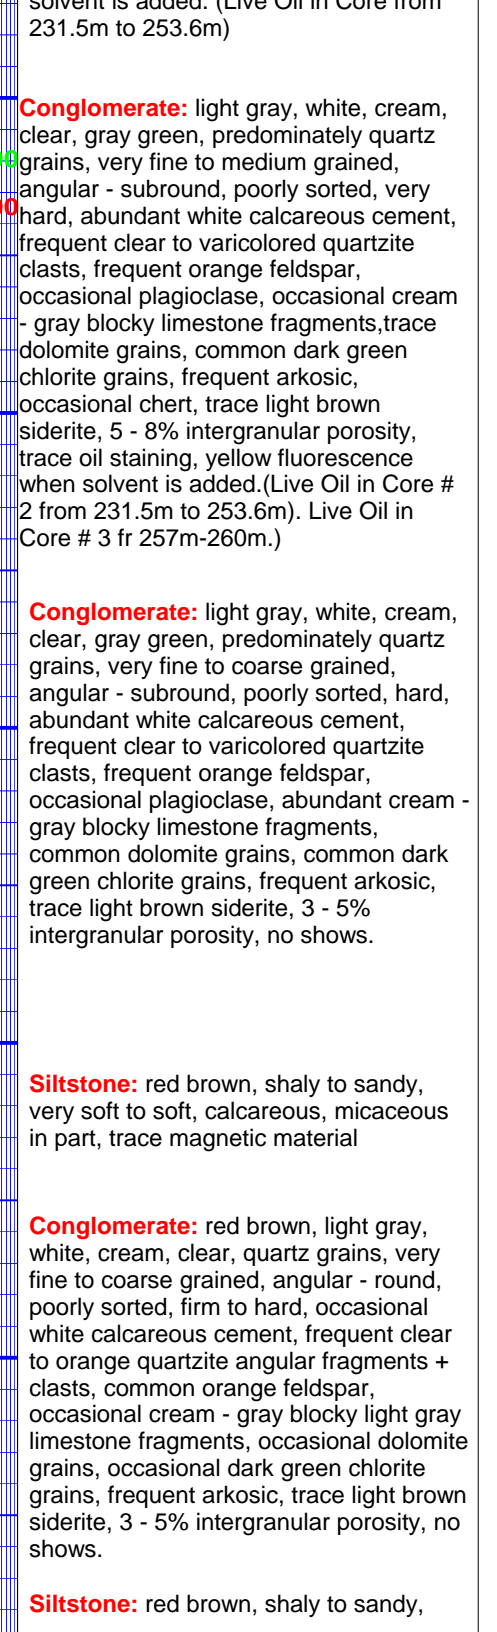 solvent is added. (Live Oil in Core from
231.5m to 253.6m)
Conglomerate: light gray, white, cream,
clear, gray green, predominately quartz
grains, very fine to medium grained,
angular - subround, poorly sorted, very
hard, abundant white calcareous cement,
frequent clear to varicolored quartzite
clasts, frequent orange feldspar,
occasional plagioclase, occasional cream
- gray blocky limestone fragments,trace
dolomite grains, common dark green
chlorite grains, frequent arkosic,
occasional chert, trace light brown
siderite, 5 - 8% intergranular porosity,
trace oil staining, yellow fluorescence
when solvent is added.(Live Oil in Core #
2 from 231.5m to 253.6m). Live Oil in
Core # 3 fr 257m-260m.)
Conglomerate: light gray, white, cream,
clear, gray green, predominately quartz
grains, very fine to coarse grained,
angular - subround, poorly sorted, hard,
abundant white calcareous cement,
frequent clear to varicolored quartzite
clasts, frequent orange feldspar,
occasional plagioclase, abundant cream -
gray blocky limestone fragments,
common dolomite grains, common dark
green chlorite grains, frequent arkosic,
trace light brown siderite, 3 - 5%
intergranular porosity, no shows.
Siltstone: red brown, shaly to sandy,
very soft to soft, calcareous, micaceous
in part, trace magnetic material
Conglomerate: red brown, light gray,
white, cream, clear, quartz grains, very
fine to coarse grained, angular - round,
poorly sorted, firm to hard, occasional
white calcareous cement, frequent clear
to orange quartzite angular fragments +
clasts, common orange feldspar,
occasional cream - gray blocky light gray
limestone fragments, occasional dolomite
grains, occasional dark green chlorite
grains, frequent arkosic, trace light brown
siderite, 3 - 5% intergranular porosity, no
shows.
Siltstone: red brown, shaly to sandy,